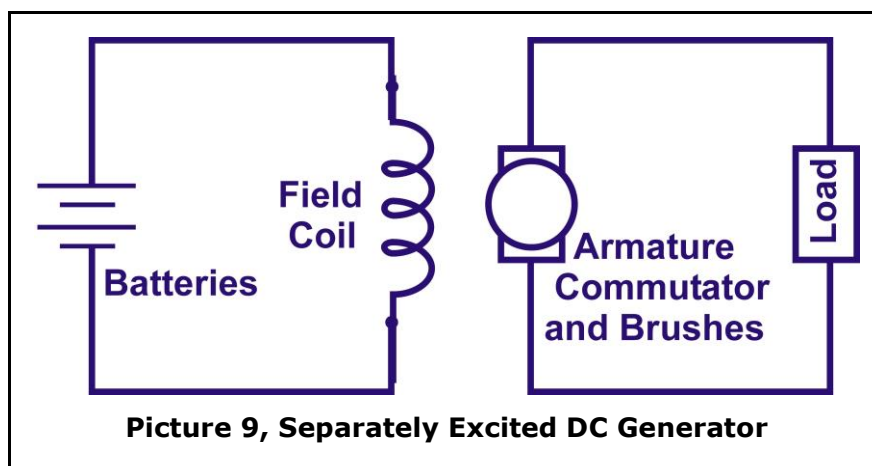 Field
Coil
Batteries
Armature
Commutator
and Brushes
Load
Picture 9, Separately Excited DC Generator